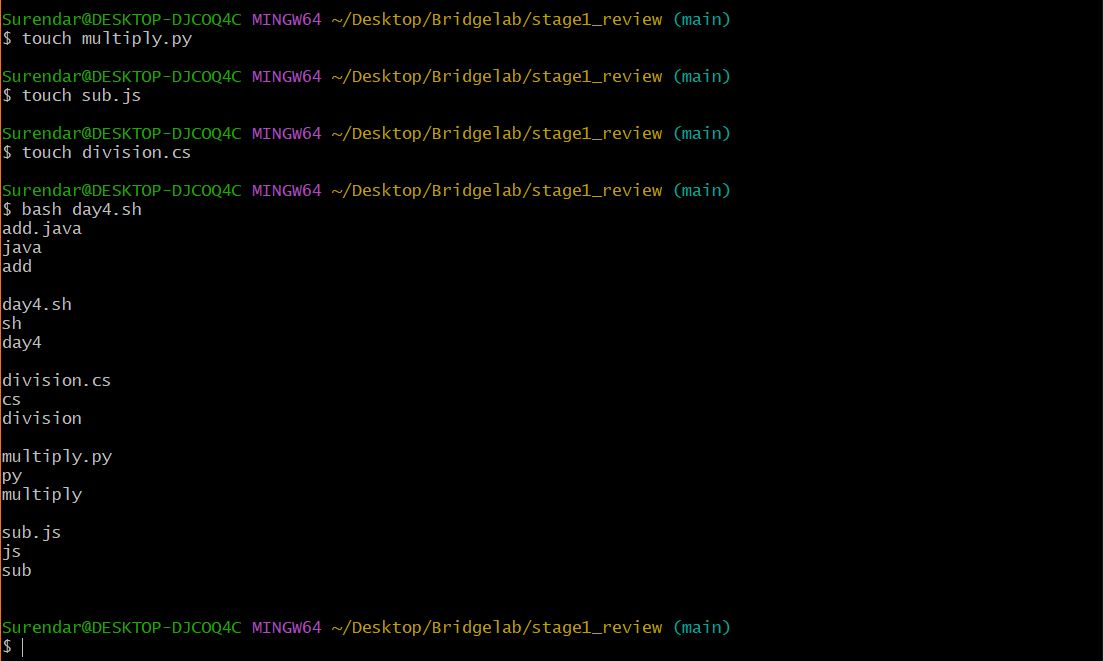 Surendar@DESKTOP-DJCOQ4C MINGW64 ~/Desktop/Bridgelab/stage1_review (main)
$ touch multiply.py
Surendar@DESKTOP-DJCOQ4C MINGW64 ~/Desktop/Bridgelab/stage1_review (main)
$ touch sub.js
Surendar@DESKTOP-DJCOQ4C MINGW64 ~/Desktop/Bridgelab/stage1_review (main)
$ touch division.cs
Surendar@DESKTOP-DJCOQ4C MINGW64 ~/Desktop/Bridgelab/stage1_review (main)
$ bash day4.sh
add.java
java
add
day4.sh
sh
day4
division.cs
cs
division
multiply.py
py
multiply
sub.js
js
sub
Surendar@DESKTOP-DJCOQ4C MINGW64 ~/Desktop/Bridgelab/stage1_review (main)
$